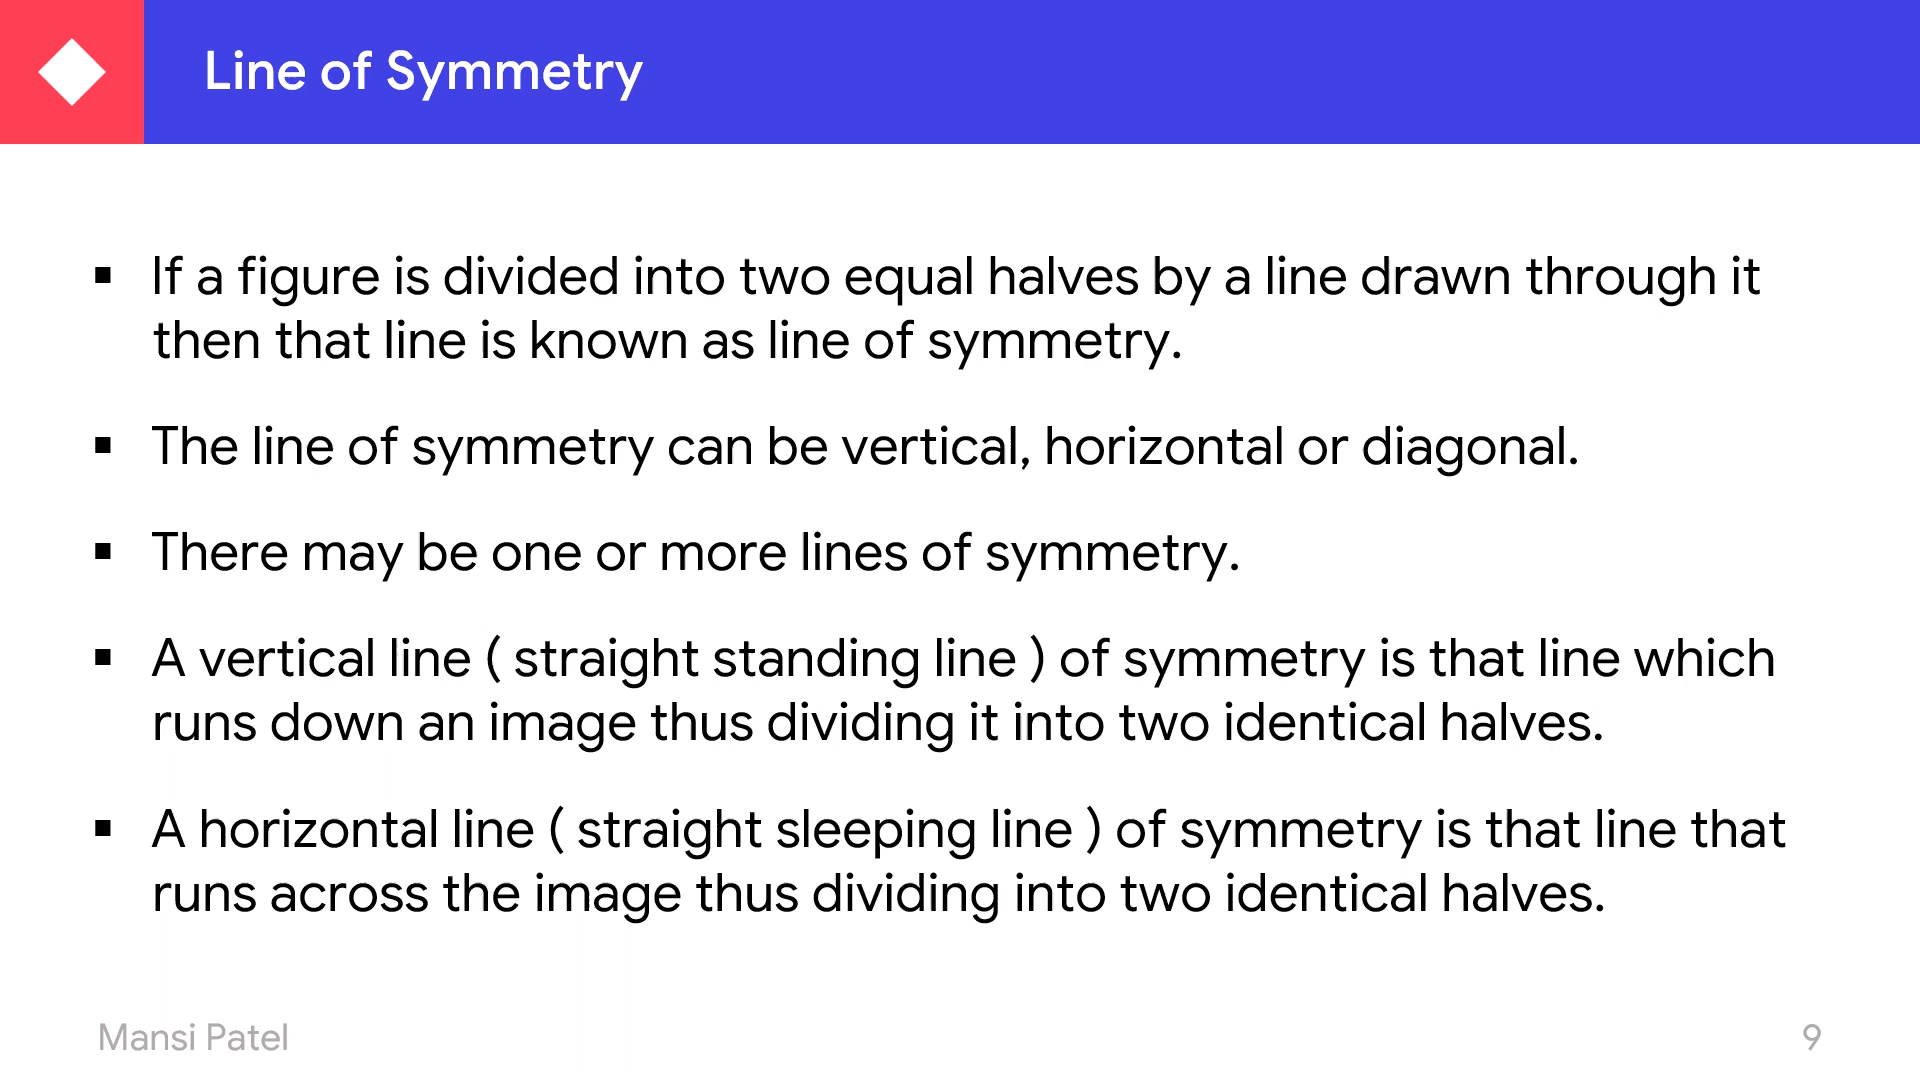 Line of Symmetry
▪ If a figure is divided into two equal halves by a line drawn through it
then that line is known as line of symmetry.
▪ The line of symmetry can be vertical, horizontal or diagonal.
▪ There may be one or more lines of symmetry.
▪ A vertical line ( straight standing line ) of symmetry is that line which
runs down an image thus dividing it into two identical halves.
▪ A horizontal line ( straight sleeping line ) of symmetry is that line that
runs across the image thus dividing into two identical halves.
Mansi Patel
9